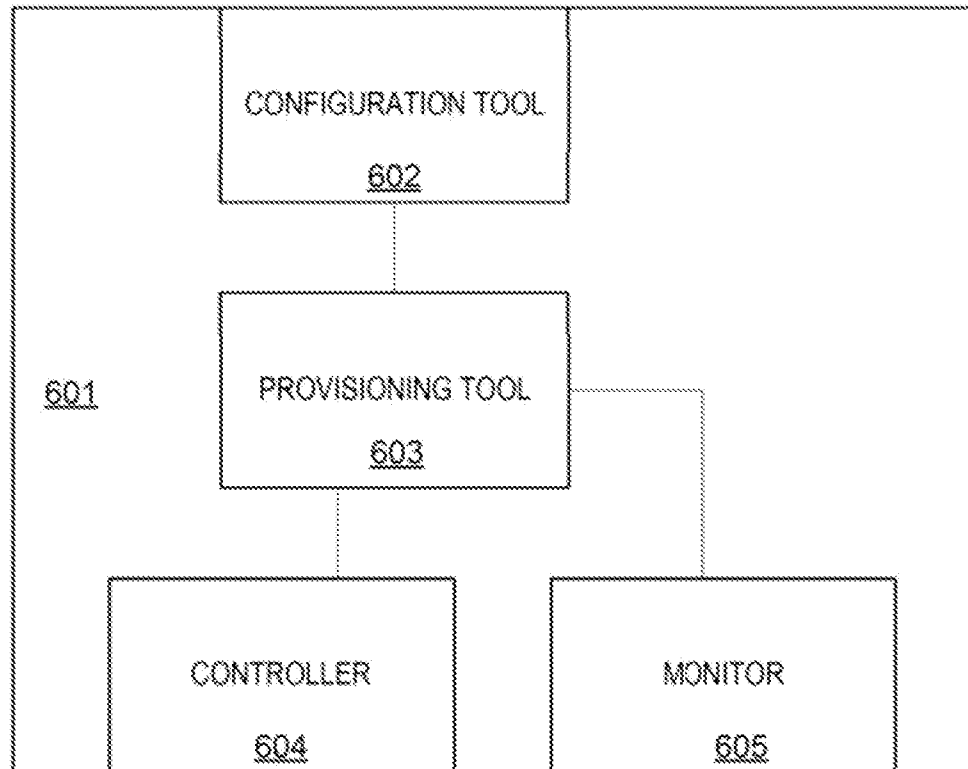 CONFIGURATION TOOL
602
601
PROVISIONING TOOL
603
CONTROLLER
604
MONITOR
605